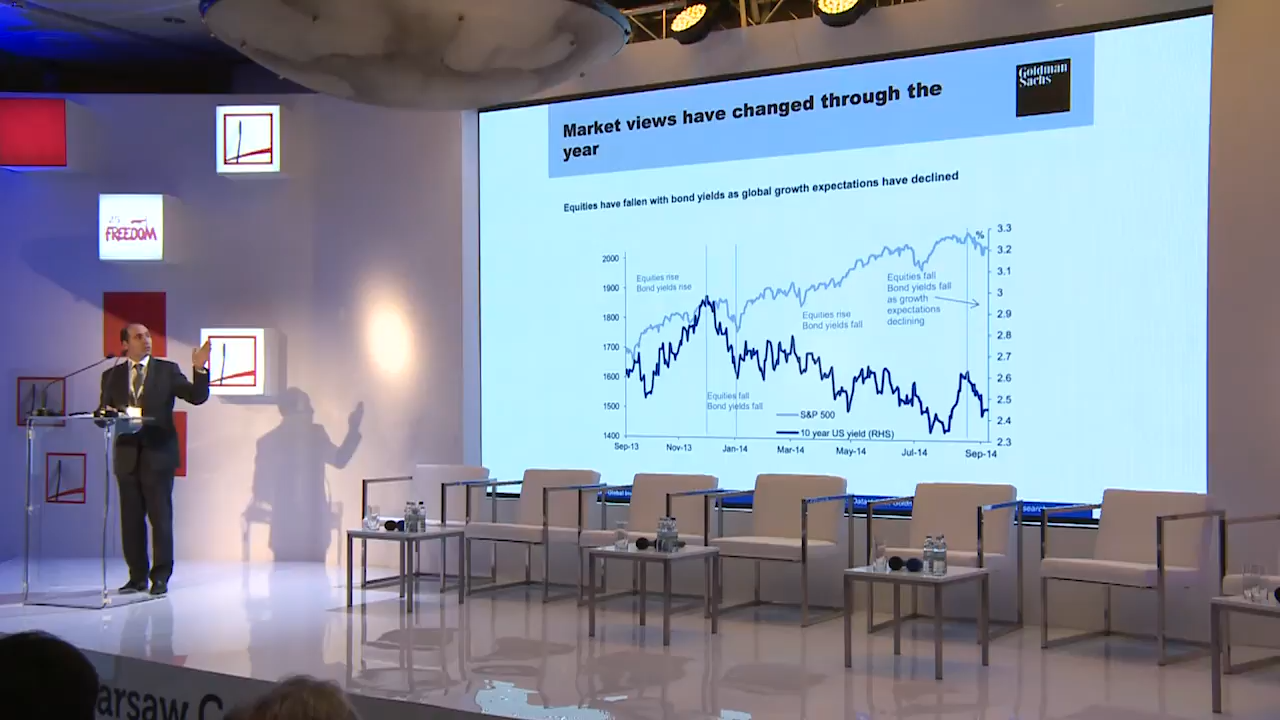 Goldman
Sachs
Market views have changed through the
year
Equities have fallen with bond yields as global growth expectations have declined
FREEDOM
2000
1900
1800
1700
1600
1500
1400
%
3.3
3.2
3.1
3
2.9
2.8
2.7
2.6
2.5
2.4
2.3
Equities rise
Bond yields rise
Equities fall
Bond yields fall
Equities rise
Bond yields fall
Equities fall
Bond yields fall
as growth
expectations
declining
S&P 500
10 year US yield (RHS)
Sep-13
Nov-13
Jan-14
Mar-14
May-14
Jul-14
Sep-14
Global
arsaw C